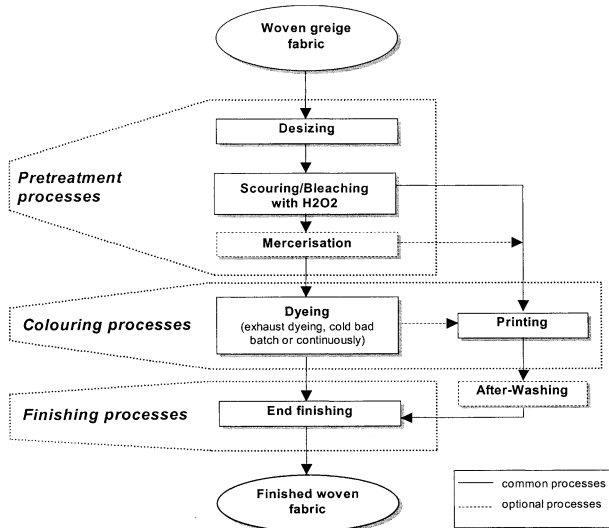 Woven greige
fabric
Desizing
Pretreatment
processes
Scouring/Bleaching
with H2O2
Mercerisation
Dyeing
(exhaust dyeing, cold bad
batch or continuously)
Colouring processes
Printing
After-Washing
Finishing processes
End finishing
Finished woven
fabric
common processes
optional processes